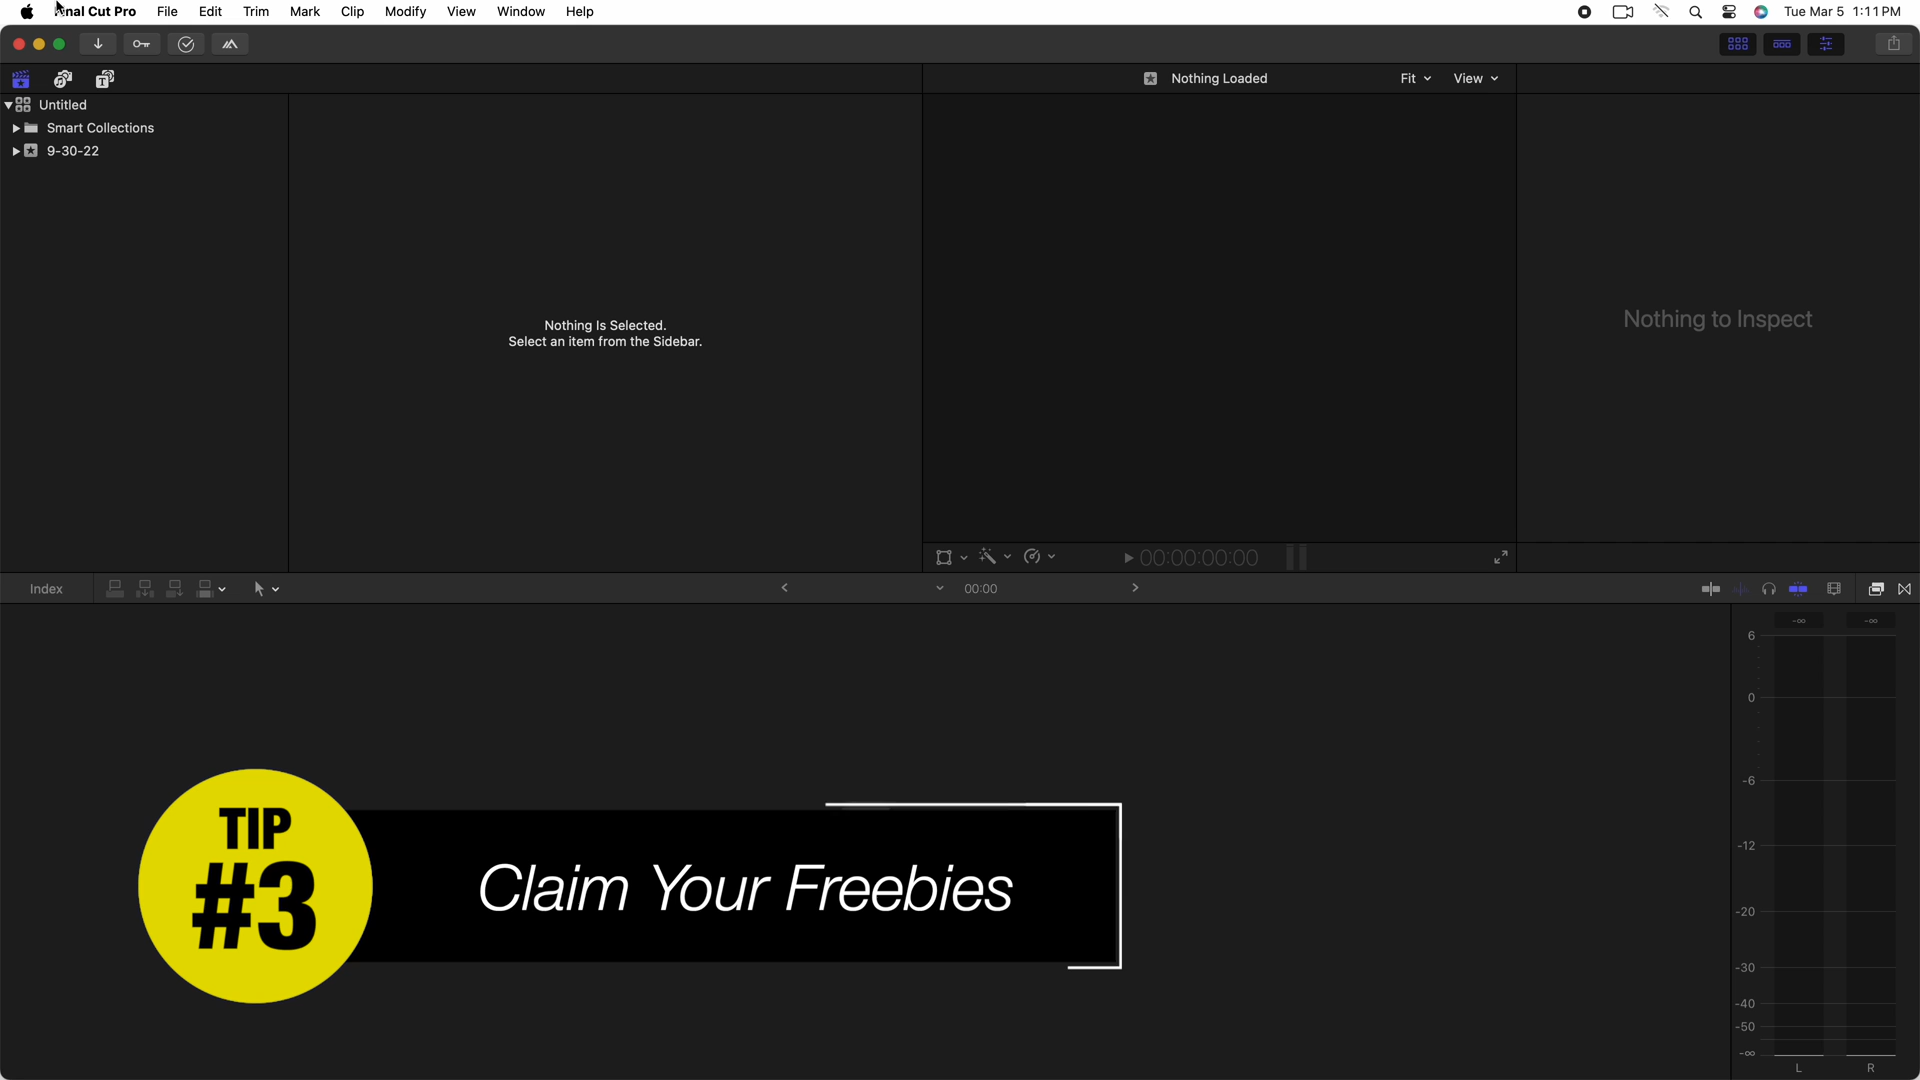 Final Cut Pro File Edit Trim Mark Clip Modify View Window Help Tue Mar 5 1:11 PM
Nothing Loaded Fit View
Untitled
Smart Collections
9-30-22
Nothing Is Selected.
Select an item from the Sidebar.
Nothing to Inspect
00:00:00:00
Index 00:00
-∞ -∞
6
0
-6
-12
-20
-30
-40
-50
-∞
L R
TIP
#3
Claim Your Freebies